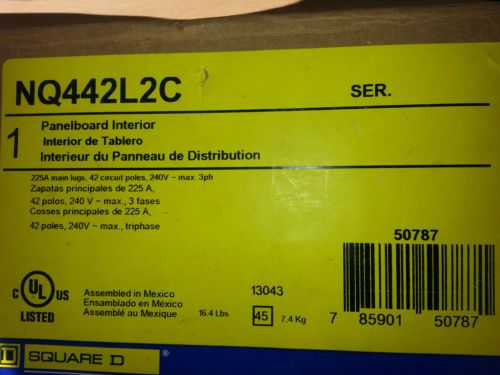 NQ442L2C SER.
1
Panelboard Interior
Interior de Tablero
Interieur du Panneau de Distribution
225A main lugs, 42 circuit poles, 240V ~ max. 3ph
Zapatas principales de 225 A,
42 polos, 240 V ~ max., 3 fases
Cosses principales de 225 A,
42 poles, 240V ~ max., triphase
50787
C UL US
LISTED
®
Assembled in Mexico
Ensamblado en México
Assemblé au Mexique
16.4 Lbs
13043
45 7.4 Kg
7 85901 50787
D SQUARE D ®